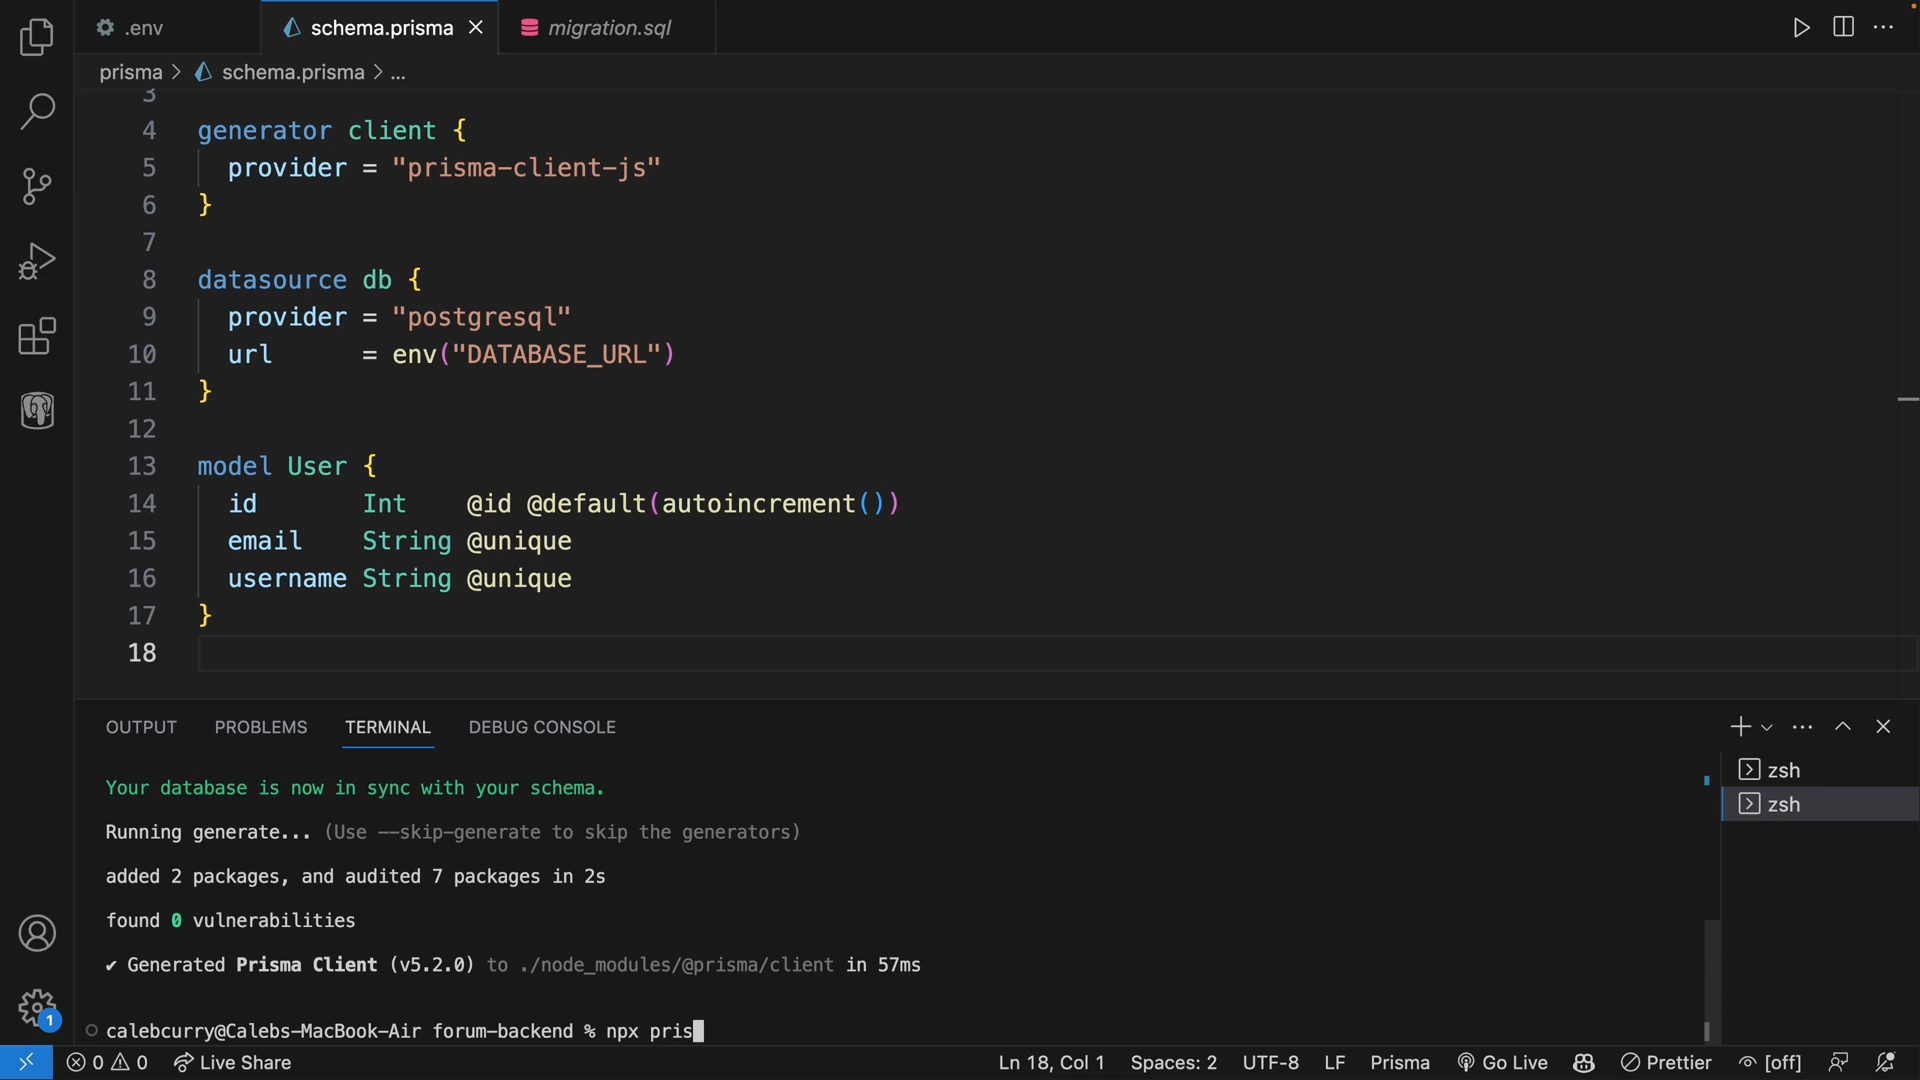 .env
schema.prisma
migration.sql
prisma > schema.prisma > ...
3
4 generator client {
5 provider = "prisma-client-js"
6 }
7
8 datasource db {
9 provider = "postgresql"
10 url = env("DATABASE_URL")
11 }
12
13 model User {
14 id Int @id @default(autoincrement())
15 email String @unique
16 username String @unique
17 }
18
OUTPUT PROBLEMS TERMINAL DEBUG CONSOLE
Your database is now in sync with your schema.
Running generate... (Use --skip-generate to skip the generators)
added 2 packages, and audited 7 packages in 2s
found 0 vulnerabilities
✔ Generated Prisma Client (v5.2.0) to ./node_modules/@prisma/client in 57ms
calebcurry@Calebs-MacBook-Air forum-backend % npx pris
zsh
zsh
1
0 0 Live Share Ln 18, Col 1 Spaces: 2 UTF-8 LF Prisma Go Live Prettier [off]